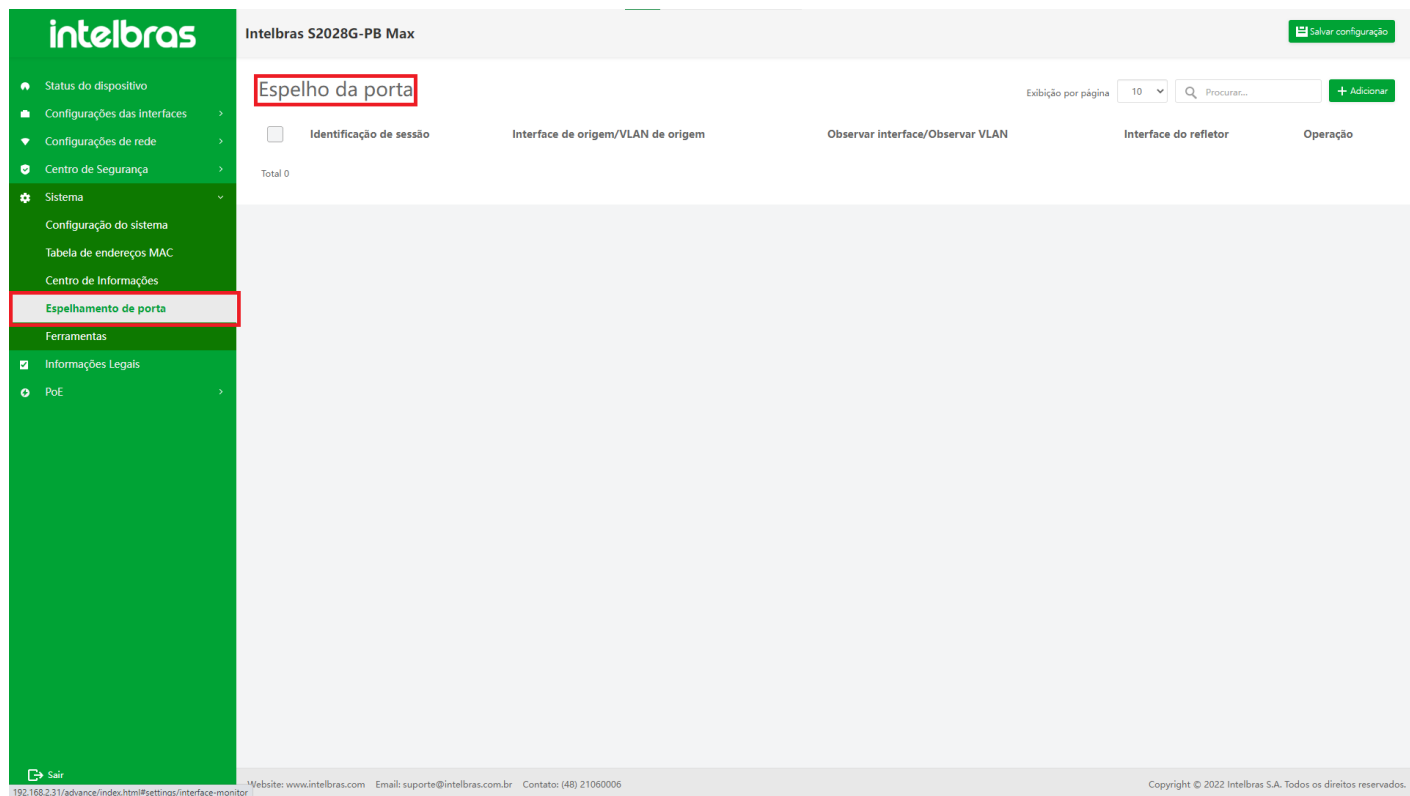 intelbras
Intelbras S2028G-PB Max
Salvar configuração
Status do dispositivo
Configurações das interfaces
Configurações de rede
Centro de Segurança
Sistema
Configuração do sistema
Tabela de endereços MAC
Centro de Informações
Espelhamento de porta
Ferramentas
Informações Legais
PoE
Sair
Espelho da porta
Exibição por página 10 Procurar... + Adicionar
Identificação de sessão Interface de origem/VLAN de origem Observar interface/Observar VLAN Interface do refletor Operação
Total 0
Website: www.intelbras.com Email: suporte@intelbras.com.br Contato: (48) 21060006 Copyright © 2022 Intelbras S.A. Todos os direitos reservados.
192.168.2.31/advance/index.html#settings/interface-monitor